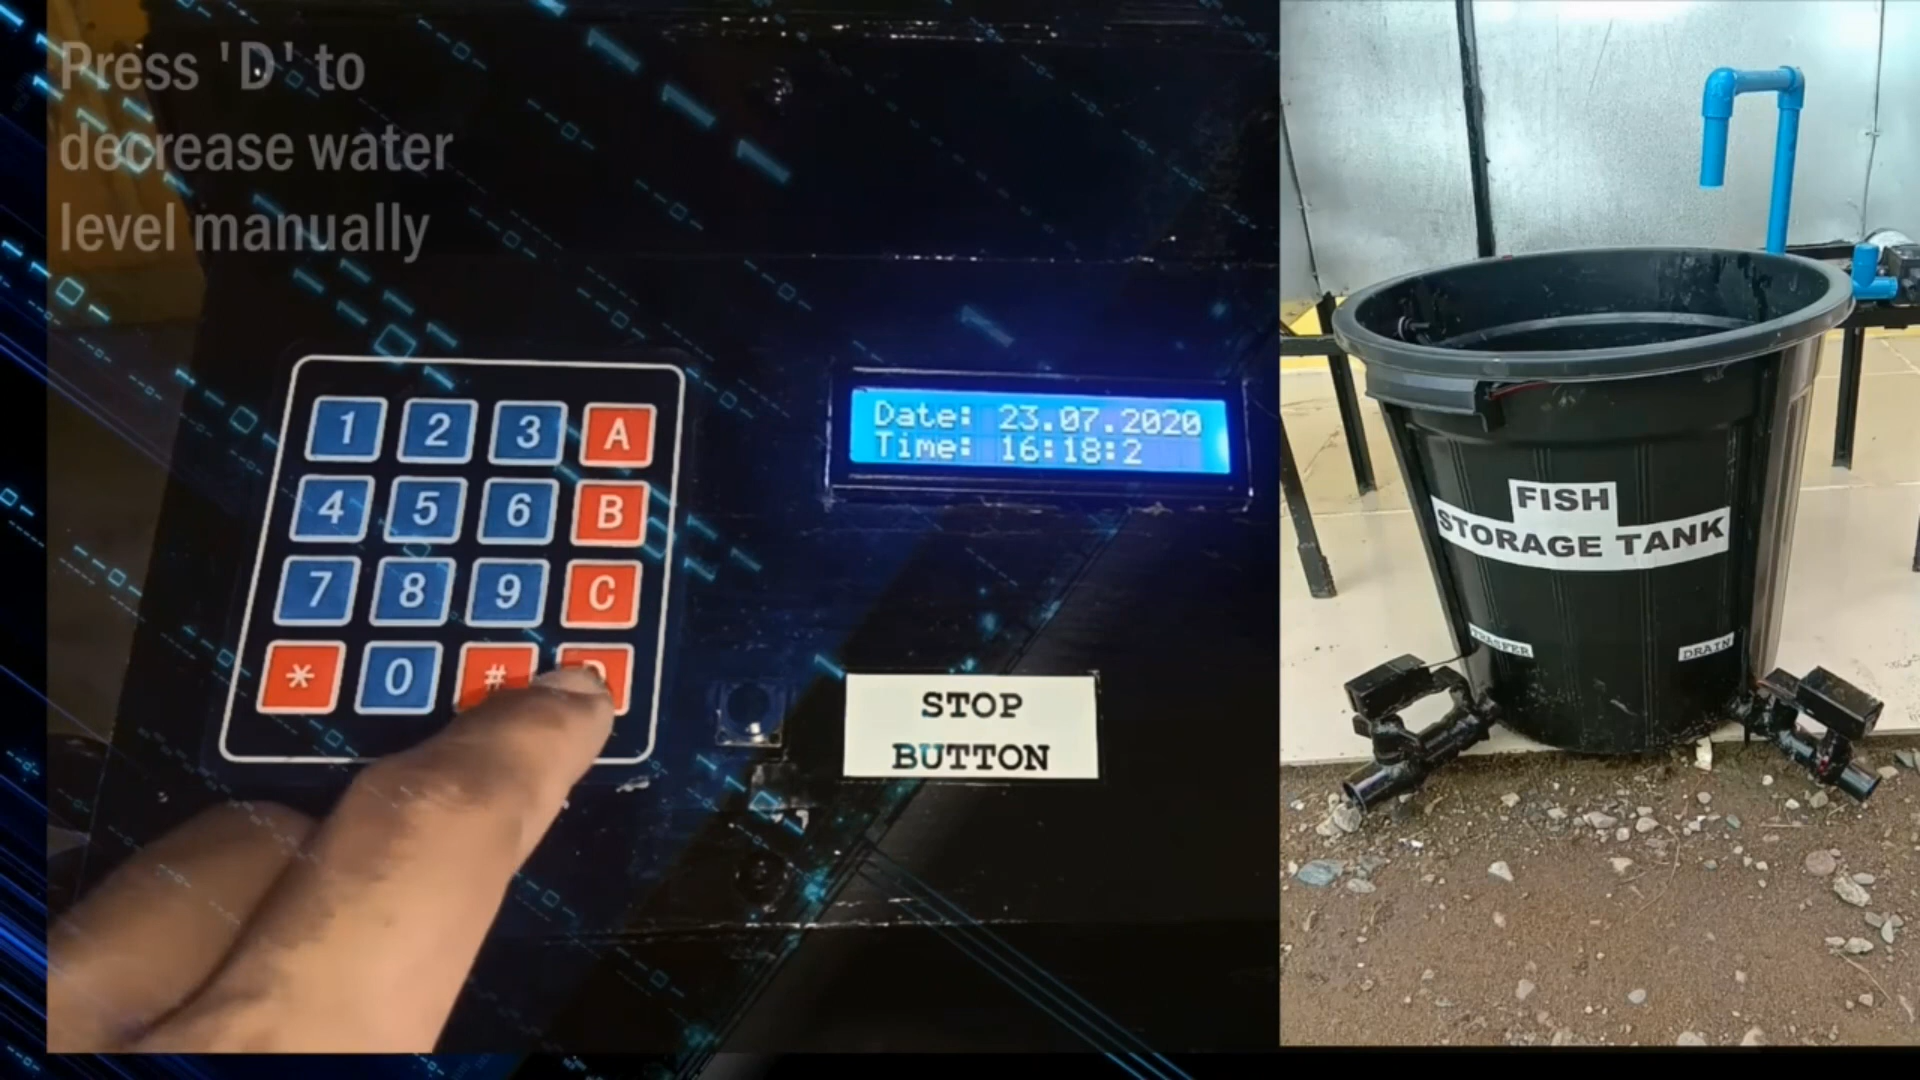 Press 'D' to
decrease water
level manually
1 2 3 A
4 5 6 B
7 8 9 C
* 0 # D
Date: 23.07.2020
Time: 16:18:2
STOP
BUTTON
FISH
STORAGE TANK
TRASFER
DRAIN